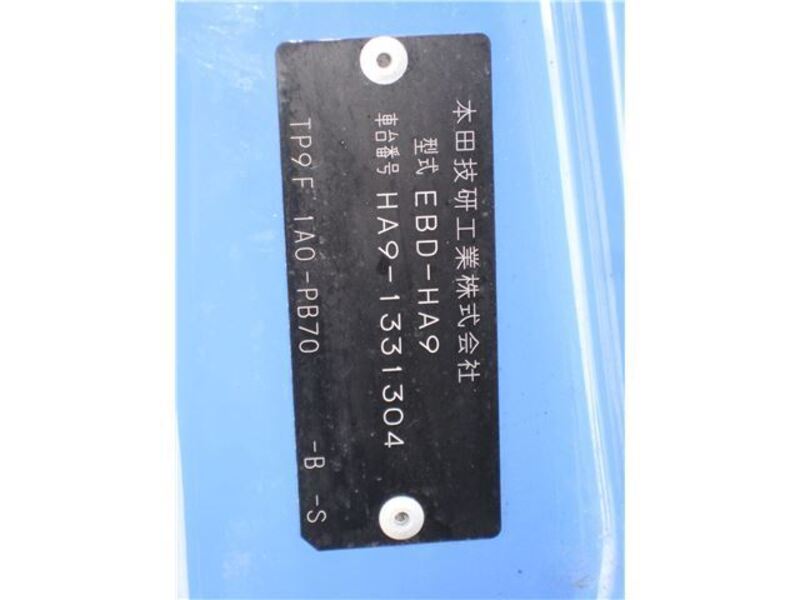 本田技研工業株式会社
型式 EBD-HA9
車台番号 HA9-1331304
TP9F 1A0-PB70 -B -S